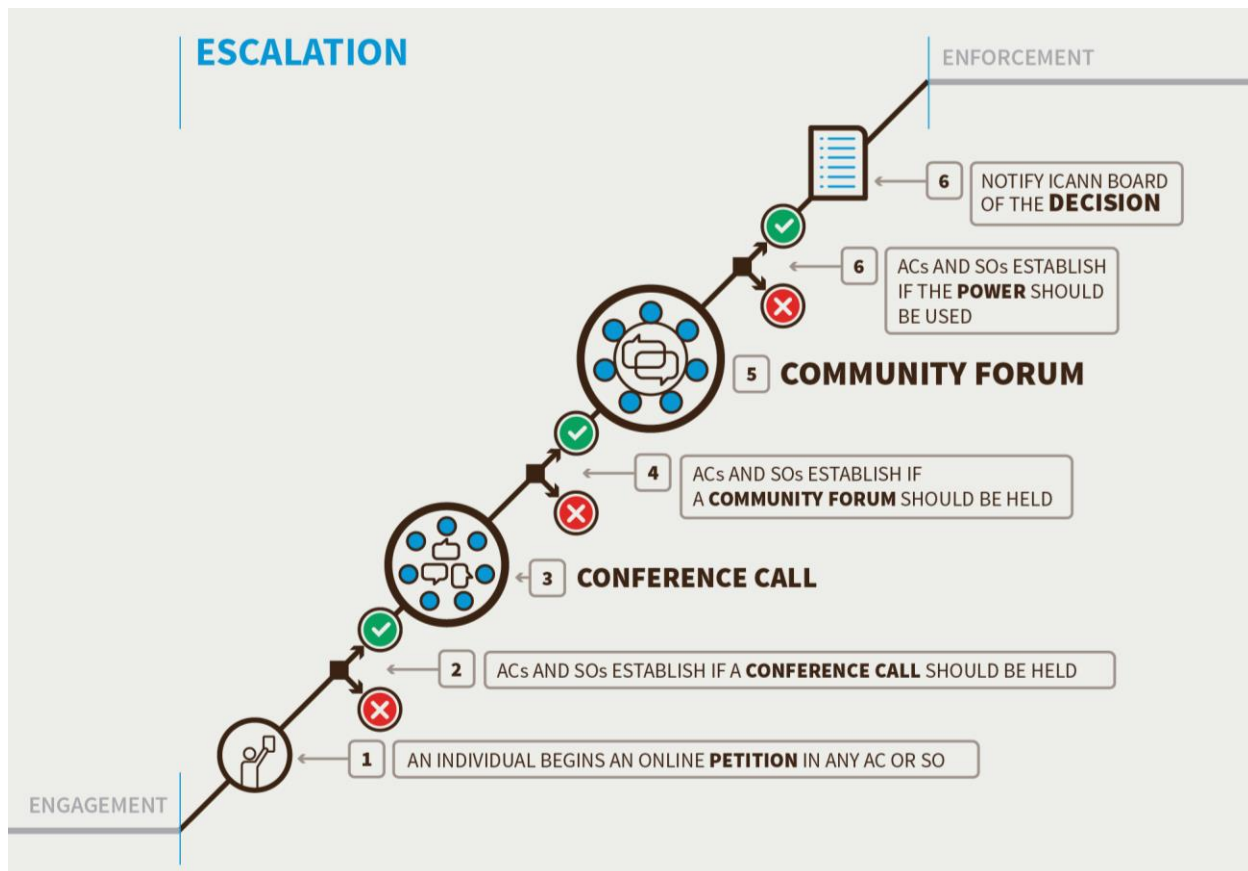 ESCALATION
ENFORCEMENT
6
NOTIFY ICANN BOARD
OF THE DECISION
6
ACs AND SOs ESTABLISH
IF THE POWER SHOULD
BE USED
5
COMMUNITY FORUM
4
ACs AND SOs ESTABLISH IF
A COMMUNITY FORUM SHOULD BE HELD
3
CONFERENCE CALL
2
ACs AND SOs ESTABLISH IF A CONFERENCE CALL SHOULD BE HELD
1
AN INDIVIDUAL BEGINS AN ONLINE PETITION IN ANY AC OR SO
ENGAGEMENT